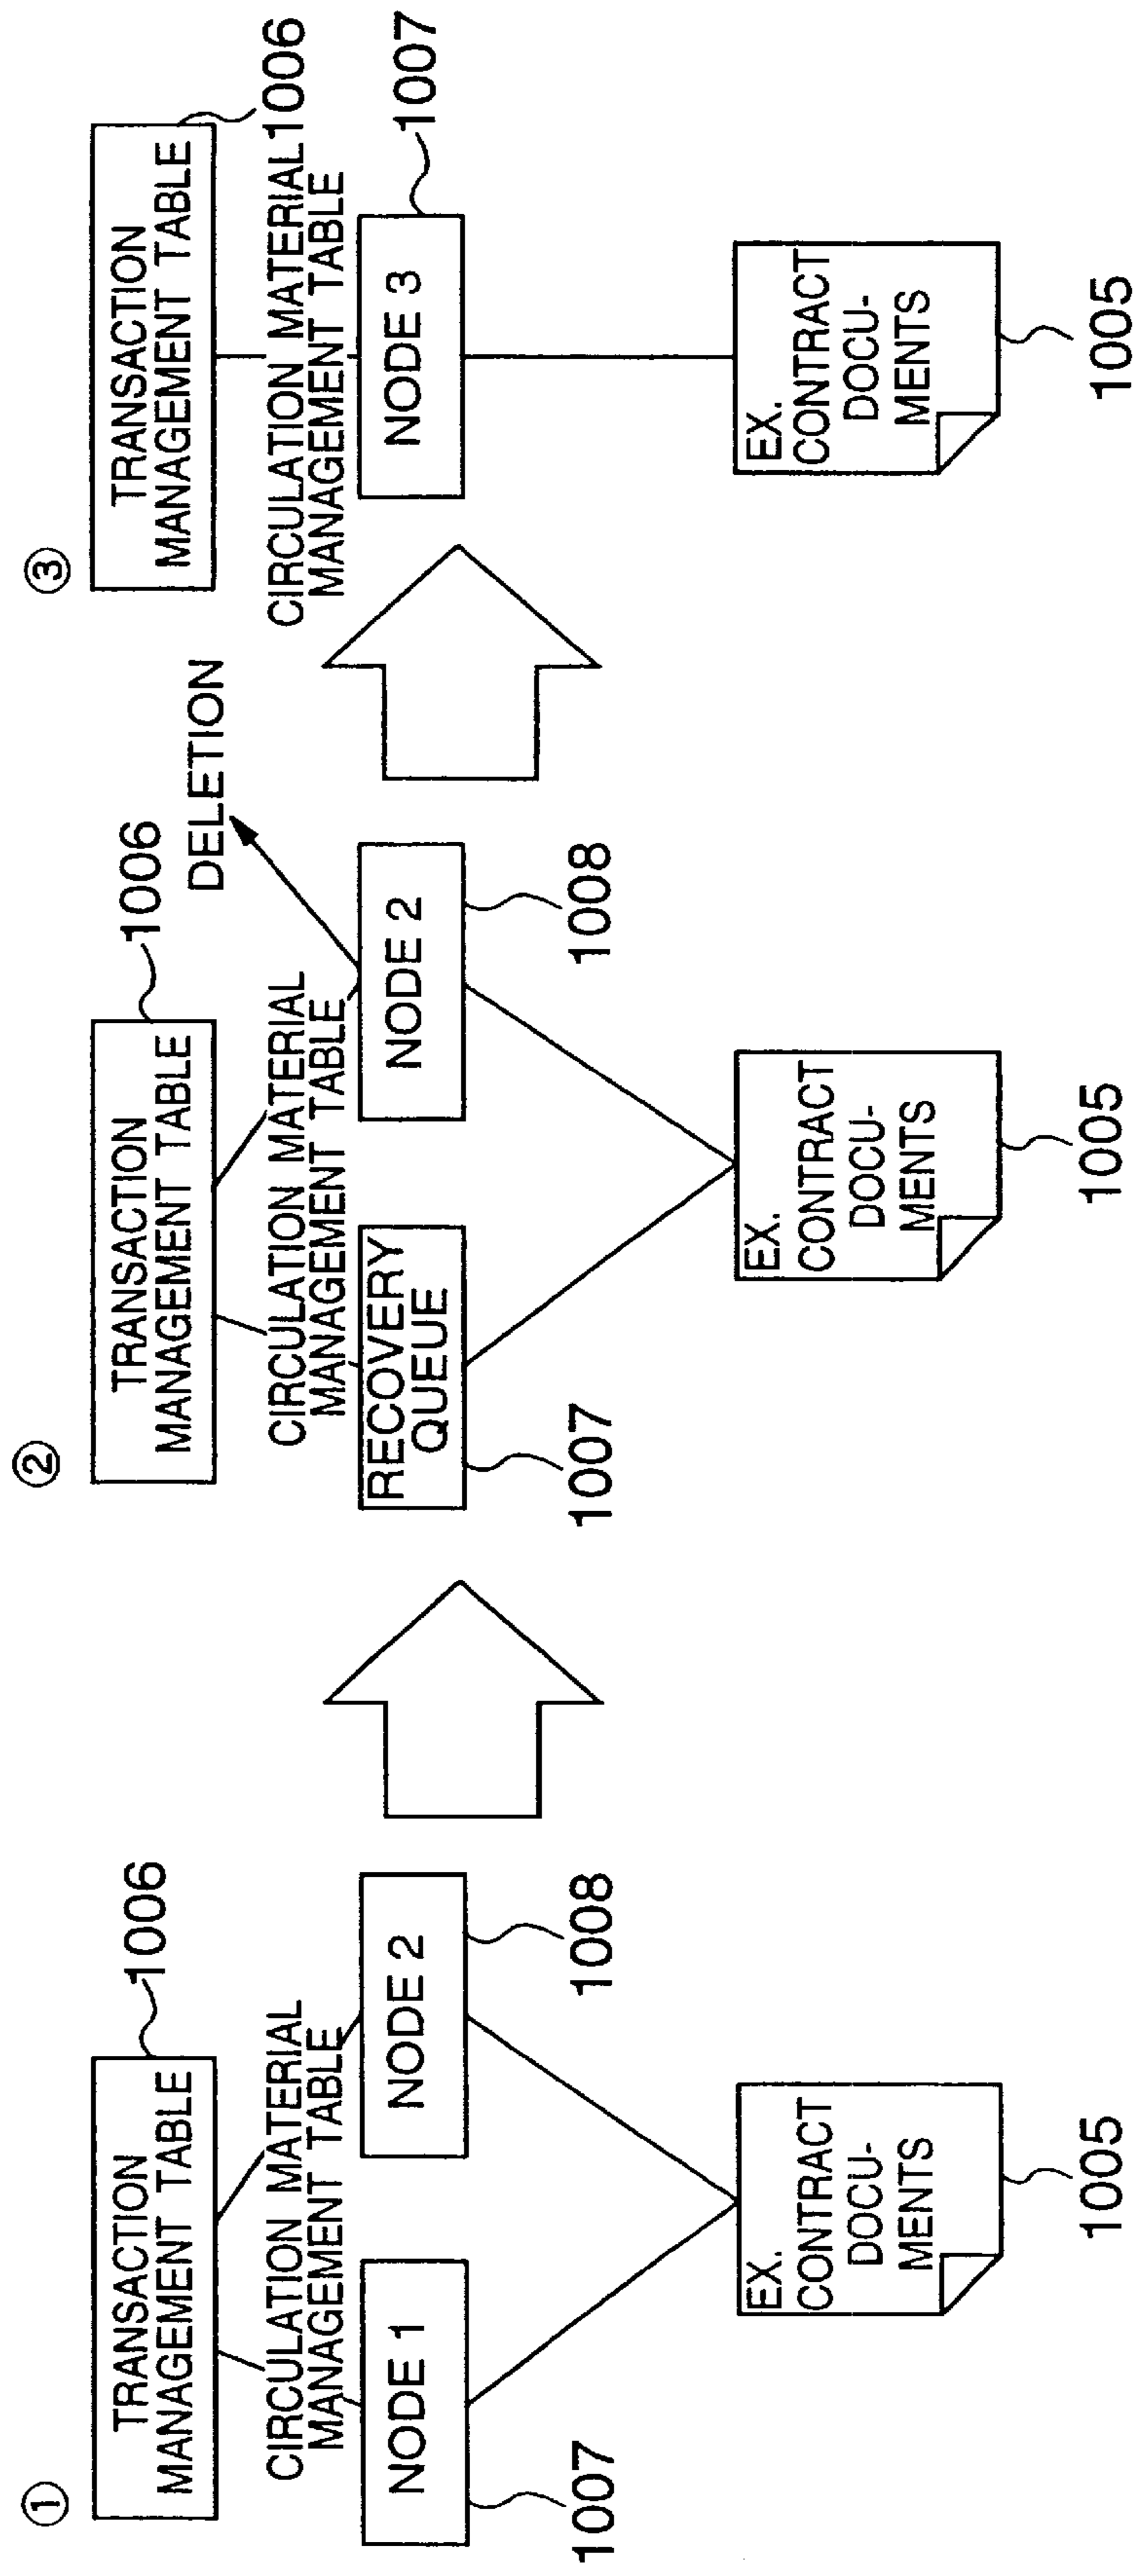 ①
TRANSACTION
MANAGEMENT TABLE
1006
CIRCULATION MATERIAL
MANAGEMENT TABLE
NODE 1
NODE 2
1007
1008
EX.
CONTRACT
DOCU-
MENTS
1005
②
TRANSACTION
MANAGEMENT TABLE
1006
DELETION
CIRCULATION MATERIAL
MANAGEMENT TABLE
RECOVERY
QUEUE
NODE 2
1007
1008
EX.
CONTRACT
DOCU-
MENTS
1005
③
TRANSACTION
MANAGEMENT TABLE
1006
CIRCULATION MATERIAL
MANAGEMENT TABLE
NODE 3
1007
EX.
CONTRACT
DOCU-
MENTS
1005